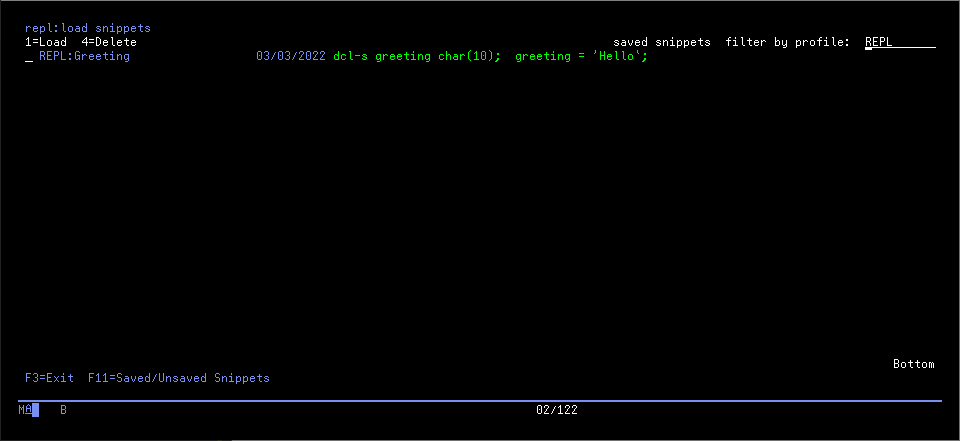 repl:load snippets
1=Load  4=Delete                                                                    saved snippets  filter by profile:  REPL
_ REPL:Greeting                  03/03/2022 dcl-s greeting char(10);  greeting = 'Hello';
Bottom
F3=Exit  F11=Saved/Unsaved Snippets
MA    B                                                                   02/122